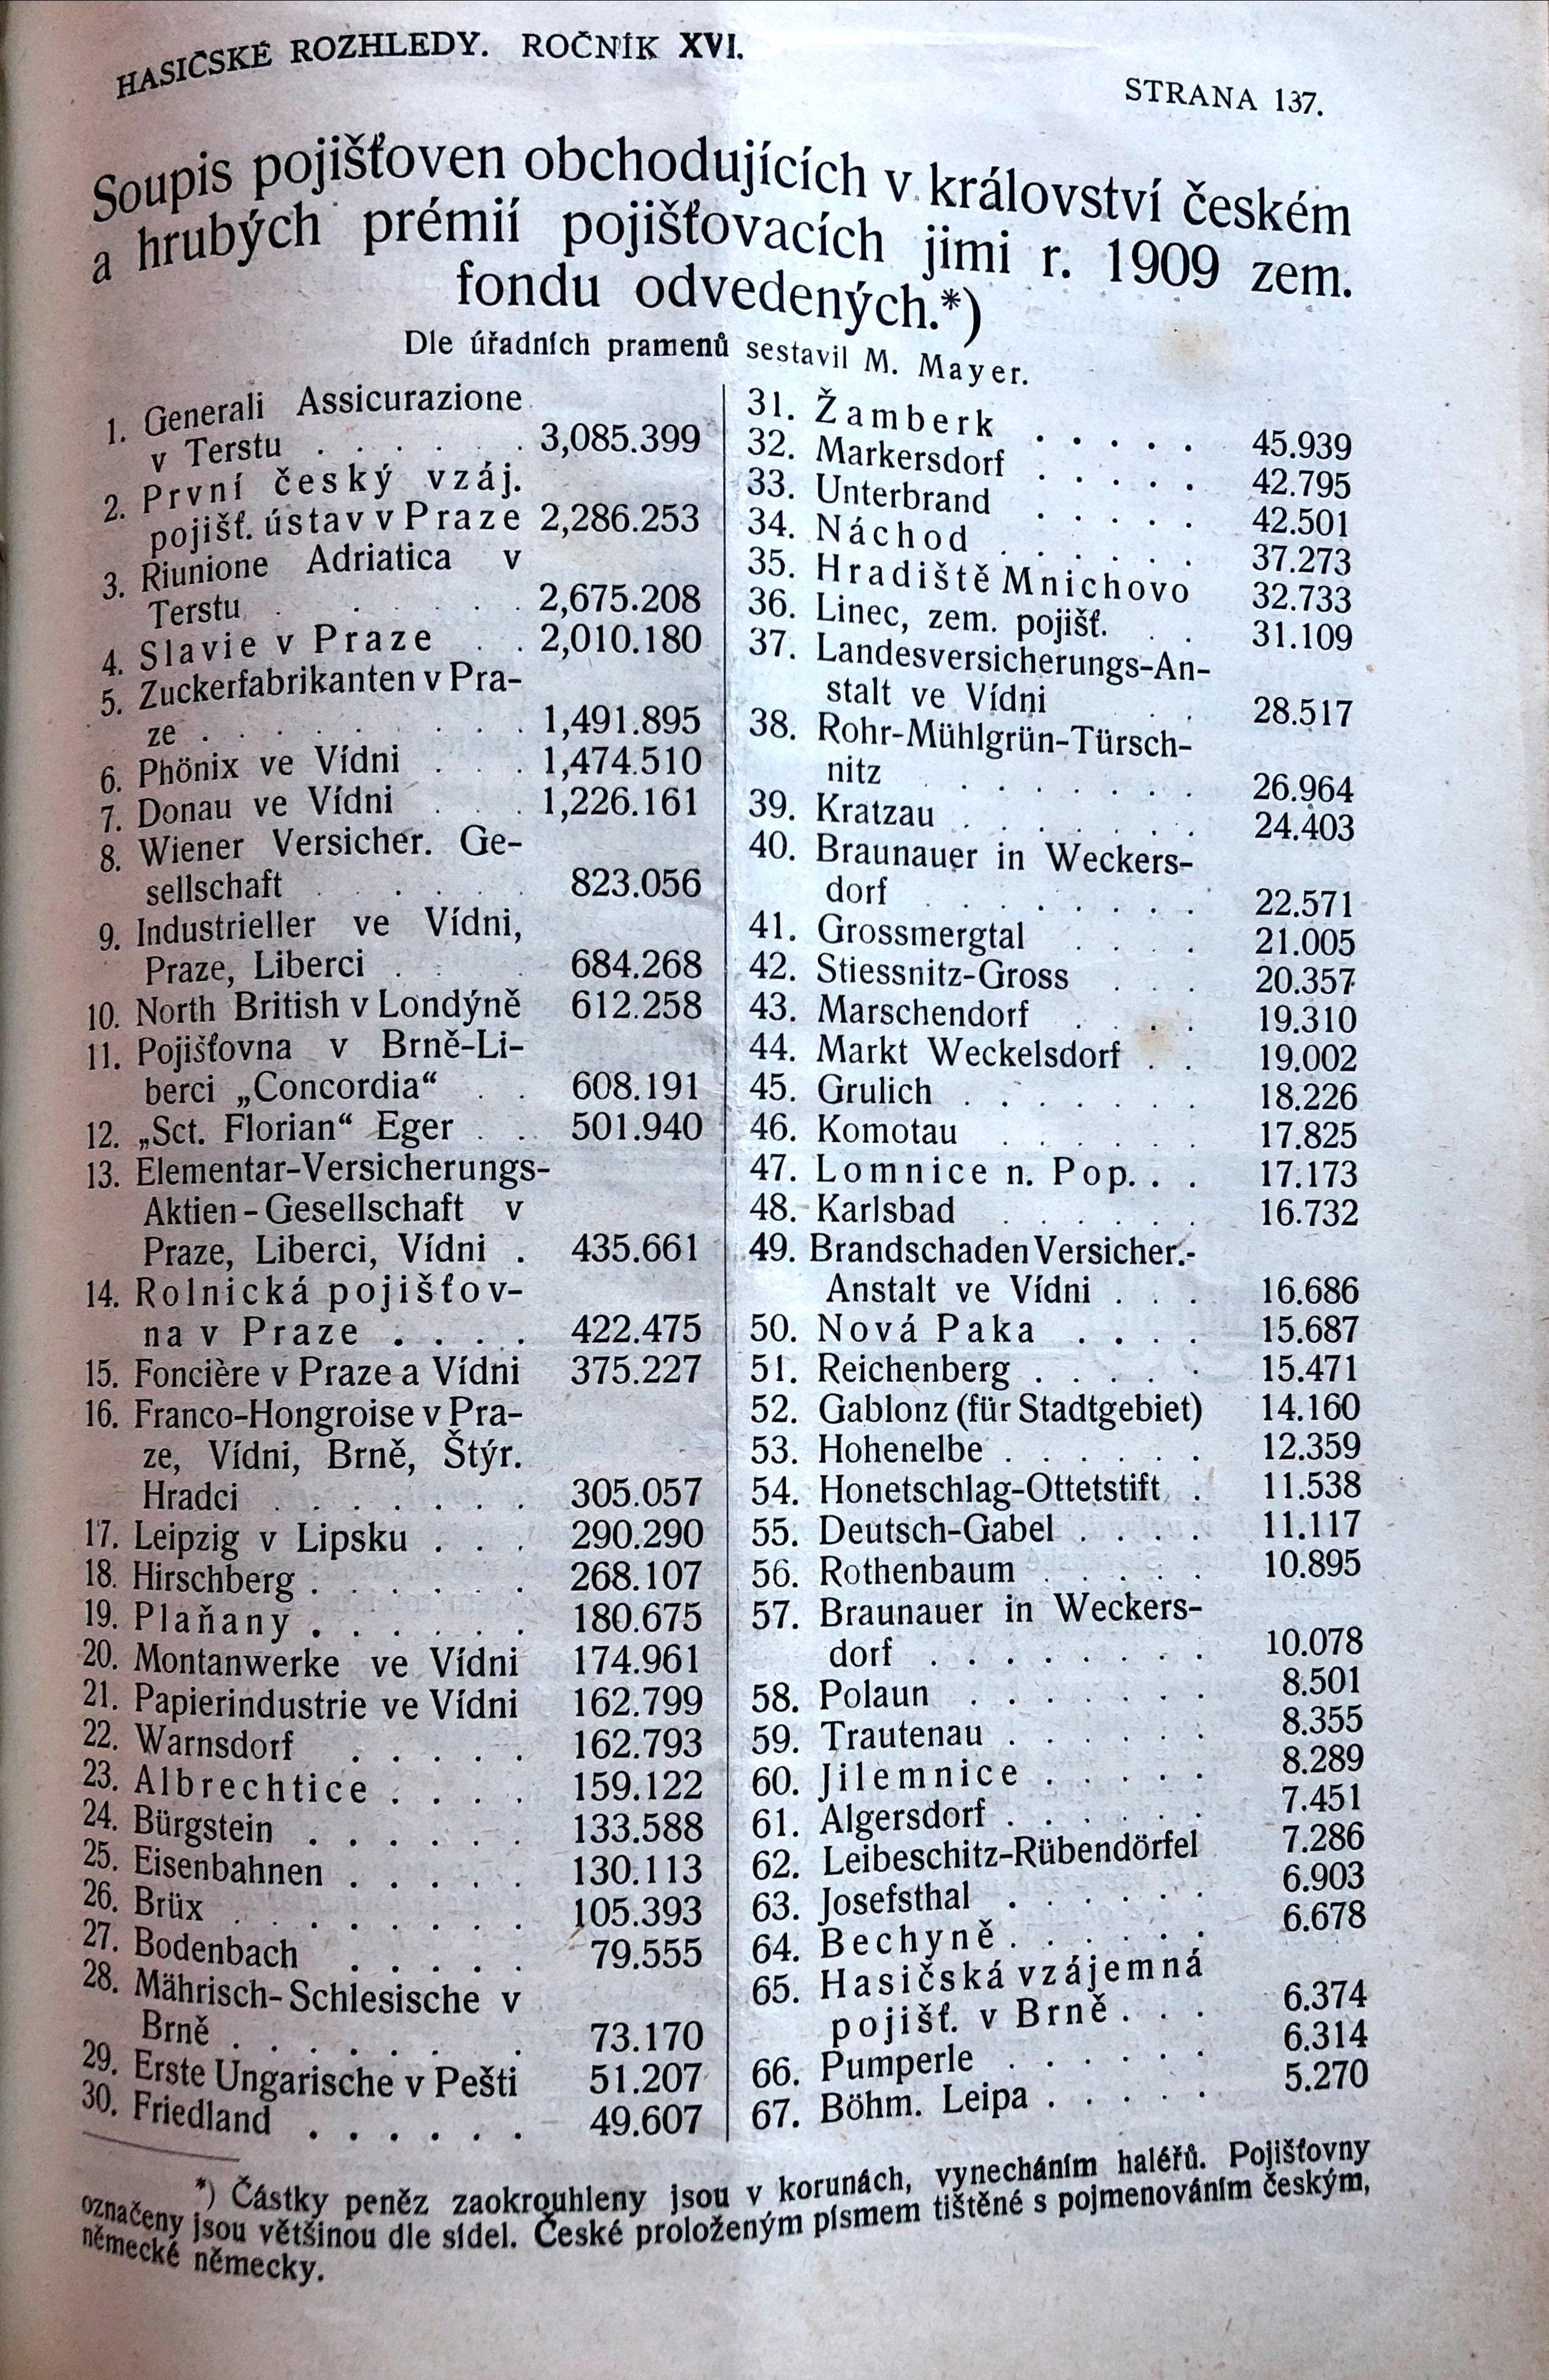 HASIČSKÉ ROZHLEDY. ROČNÍK XVI.
STRANA 137.
Soupis pojišťoven obchodujících v království českém
a hrubých prémií pojišťovacích jimi r. 1909 zem.
fondu odvedených.*)
Dle úřadních pramenů sestavil M. Mayer.
1. Generali Assicurazione
v Terstu . . . . . . 3,085.399
2. První český vzáj.
pojišť. ústav v Praze 2,286.253
3. Riunione Adriatica v
Terstu . . . . . . 2,675.208
4. Slavie v Praze . . 2,010.180
5. Zuckerfabrikanten v Pra-
ze . . . . . . . . 1,491.895
6. Phönix ve Vídni . . . 1,474.510
7. Donau ve Vídni . . . 1,226.161
8. Wiener Versicher. Ge-
sellschaft . . . . . . 823.056
9. Industrieller ve Vídni,
Praze, Liberci . . . . 684.268
10. North British v Londýně 612.258
11. Pojišťovna v Brně-Li-
berci „Concordia“ . . 608.191
12. „Sct. Florian“ Eger . . 501.940
13. Elementar-Versicherungs-
Aktien-Gesellschaft v
Praze, Liberci, Vídni . 435.661
14. Rolnická pojišťov-
na v Praze . . . . 422.475
15. Foncière v Praze a Vídni 375.227
16. Franco-Hongroise v Pra-
ze, Vídni, Brně, Štýr.
Hradci . . . . . . . 305.057
17. Leipzig v Lipsku . . . 290.290
18. Hirschberg . . . . . . 268.107
19. Plaňany . . . . . . 180.675
20. Montanwerke ve Vídni 174.961
21. Papierindustrie ve Vídni 162.799
22. Warnsdorf . . . . . 162.793
23. Albrechtice . . . . 159.122
24. Bürgstein . . . . . . 133.588
25. Eisenbahnen . . . . . 130.113
26. Brüx . . . . . . . . 105.393
27. Bodenbach . . . . . 79.555
28. Mährisch-Schlesische v
Brně . . . . . . . . 73.170
29. Erste Ungarische v Pešti 51.207
30. Friedland . . . . . . 49.607
31. Žamberk . . . . . 45.939
32. Markersdorf . . . . . 42.795
33. Unterbrand . . . . . 42.501
34. Náchod . . . . . . 37.273
35. Hradiště Mnichovo 32.733
36. Linec, zem. pojišť. . . 31.109
37. Landesversicherungs-An-
stalt ve Vídni . . 28.517
38. Rohr-Mühlgrün-Türsch-
nitz . . . . . . . 26.964
39. Kratzau . . . . . . . 24.403
40. Braunauer in Weckers-
dorf . . . . . . . . 22.571
41. Grossmergtal . . . . 21.005
42. Stiessnitz-Gross . . . 20.357
43. Marschendorf . . . . 19.310
44. Markt Weckelsdorf . . 19.002
45. Grulich . . . . . . . 18.226
46. Komotau . . . . . . 17.825
47. Lomnice n. Pop. . . 17.173
48. Karlsbad . . . . . . 16.732
49. Brandschaden Versicher.-
Anstalt ve Vídni . . . 16.686
50. Nová Paka . . . . 15.687
51. Reichenberg . . . . . 15.471
52. Gablonz (für Stadtgebiet) 14.160
53. Hohenelbe . . . . . . 12.359
54. Honetschlag-Ottetstift . 11.538
55. Deutsch-Gabel . . . . 11.117
56. Rothenbaum . . . . . 10.895
57. Braunauer in Weckers-
dorf . . . . . . . . 10.078
58. Polaun . . . . . . . 8.501
59. Trautenau . . . . . . 8.355
60. Jilemnice . . . . . 8.289
61. Algersdorf . . . . . . 7.451
62. Leibeschitz-Rübendörfel 7.286
63. Josefsthal . . . . . . 6.903
64. Bechyně . . . . . . 6.678
65. Hasičská vzájemná
pojišť. v Brně . . . 6.374
66. Pumperle . . . . . . 6.314
67. Böhm. Leipa . . . . . 5.270
*) Částky peněz zaokrouhleny jsou v korunách, vynecháním haléřů. Pojišťovny
označeny jsou většinou dle sídel. České proloženým písmem tištěné s pojmenováním českým,
německé německy.